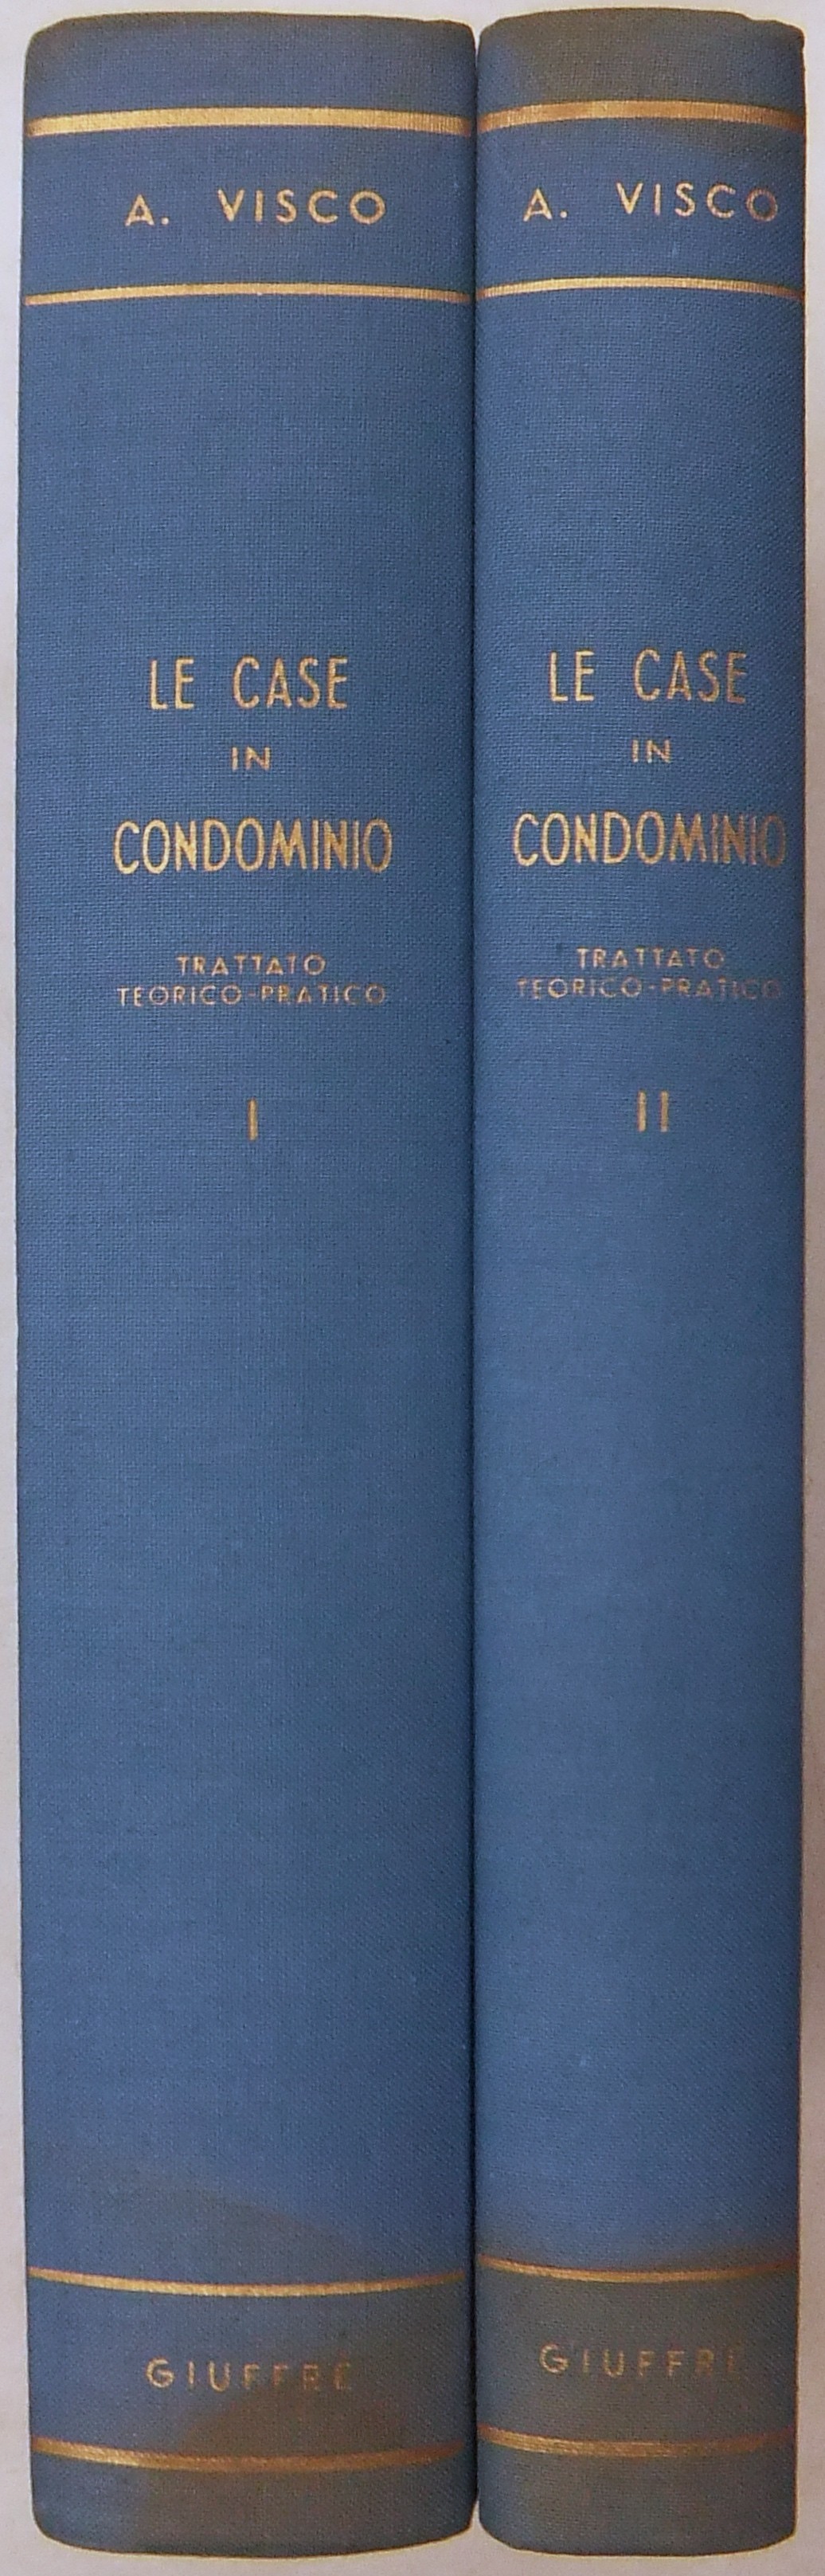 A. VISCO
LE CASE
IN
CONDOMINIO
TRATTATO
TEORICO-PRATICO
I
GIUFFRÈ
A. VISCO
LE CASE
IN
CONDOMINIO
TRATTATO
TEORICO-PRATICO
II
GIUFFRÈ